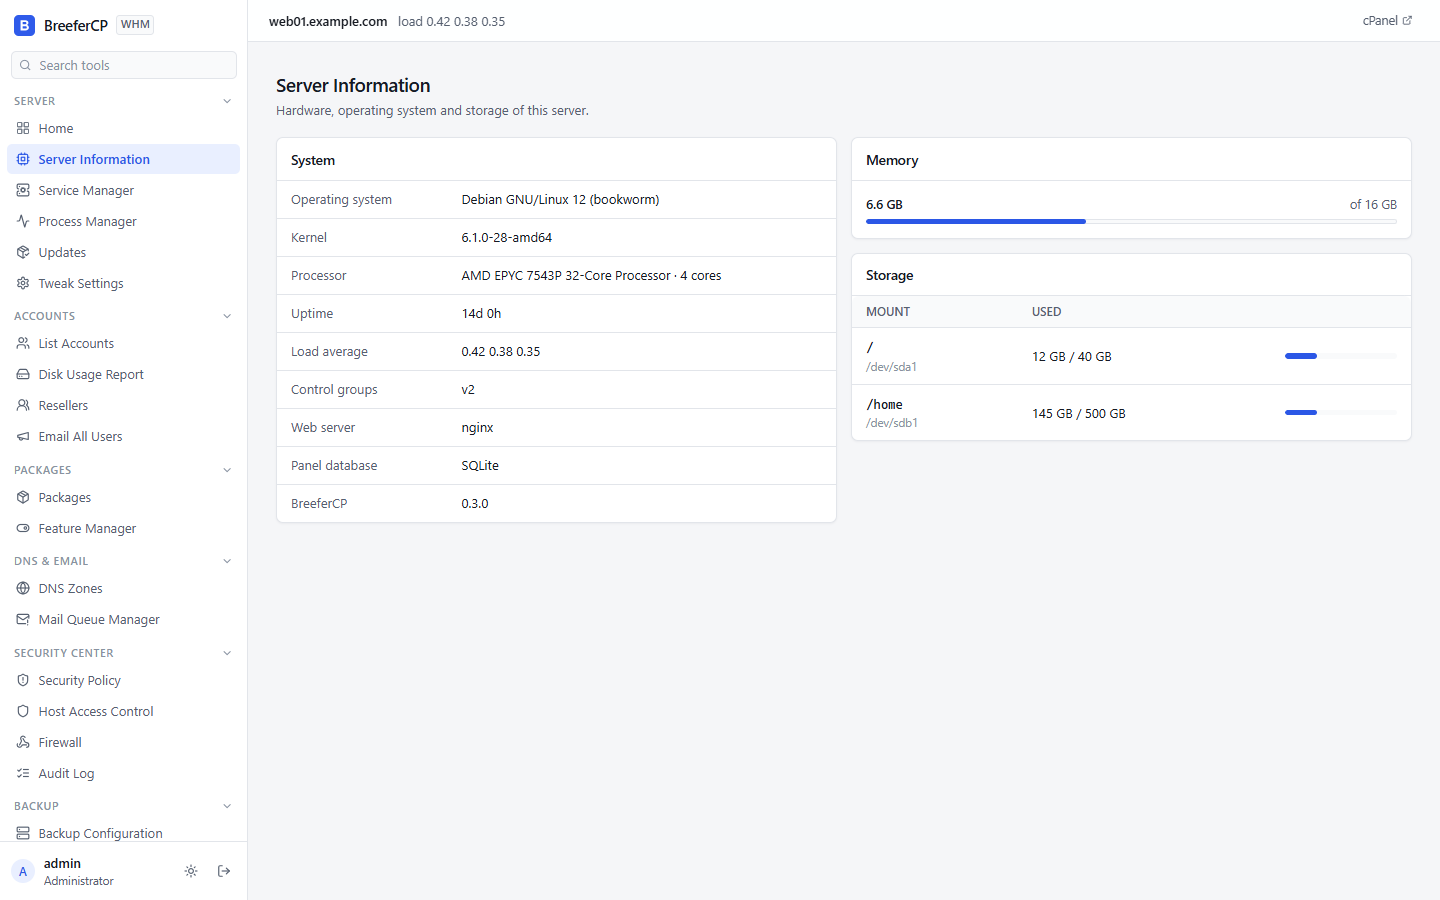 B BreeferCP WHM
Search tools
SERVER
Home
Server Information
Service Manager
Process Manager
Updates
Tweak Settings
ACCOUNTS
List Accounts
Disk Usage Report
Resellers
Email All Users
PACKAGES
Packages
Feature Manager
DNS & EMAIL
DNS Zones
Mail Queue Manager
SECURITY CENTER
Security Policy
Host Access Control
Firewall
Audit Log
BACKUP
Backup Configuration
A admin
Administrator
web01.example.com load 0.42 0.38 0.35
cPanel
Server Information
Hardware, operating system and storage of this server.
System
Operating system Debian GNU/Linux 12 (bookworm)
Kernel 6.1.0-28-amd64
Processor AMD EPYC 7543P 32-Core Processor · 4 cores
Uptime 14d 0h
Load average 0.42 0.38 0.35
Control groups v2
Web server nginx
Panel database SQLite
BreeferCP 0.3.0
Memory
6.6 GB of 16 GB
Storage
MOUNT USED
/
/dev/sda1
12 GB / 40 GB
/home
/dev/sdb1
145 GB / 500 GB